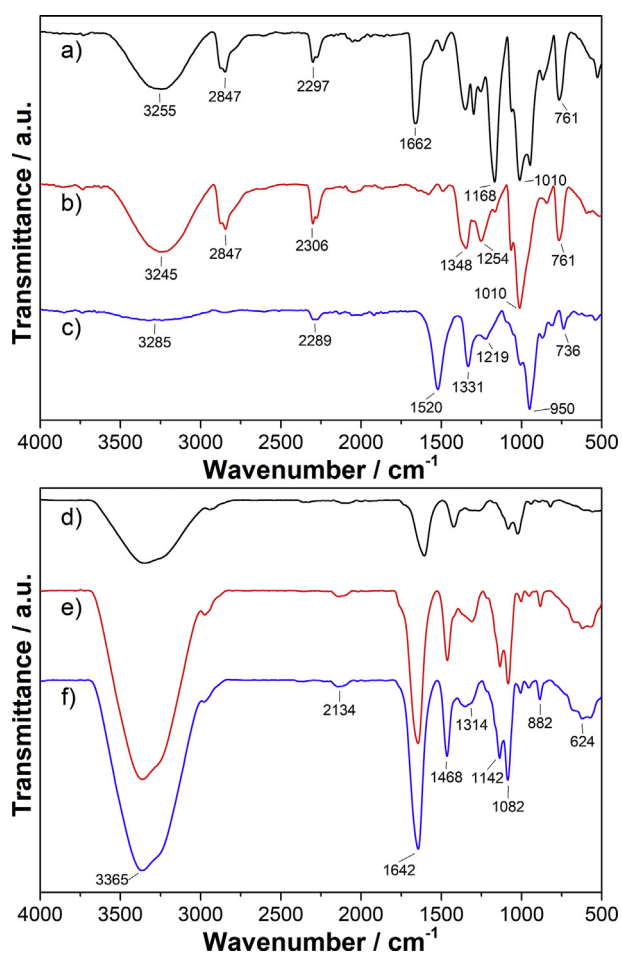 a)
3255
2847
2297
1662
1168
1010
761
b)
3245
2847
2306
1348
1254
1010
761
c)
3285
2289
1520
1331
1219
950
736
Transmittance / a.u.
4000 3500 3000 2500 2000 1500 1000 500
Wavenumber / cm⁻¹
d)
e)
f)
3365
2134
1642
1468
1314
1142
1082
882
624
Transmittance / a.u.
4000 3500 3000 2500 2000 1500 1000 500
Wavenumber / cm⁻¹